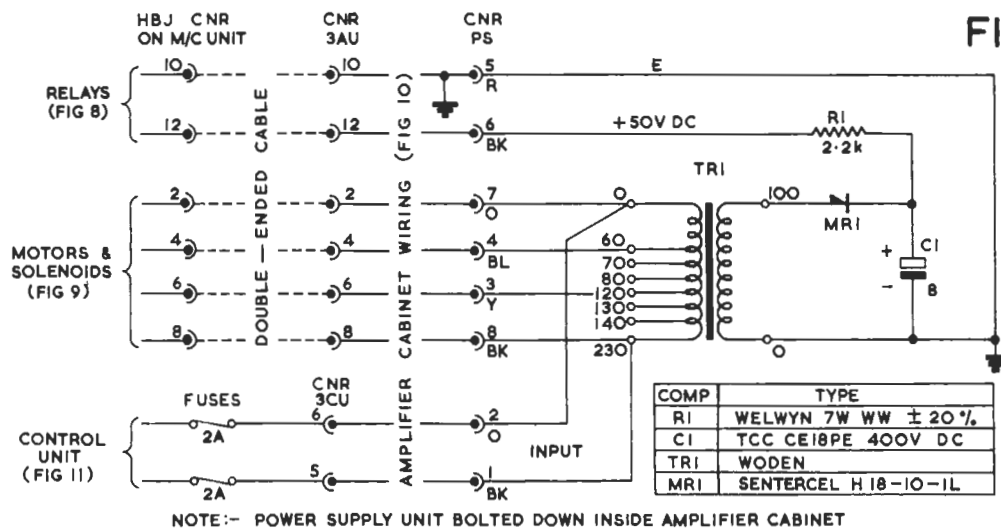 FI
HBJ CNR
ON M/C UNIT
CNR
3AU
CNR
PS
RELAYS
(FIG 8)
10
10
5
R
E
12
12
6
BK
+50V DC
R1
2·2k
DOUBLE—ENDED CABLE
AMPLIFIER CABINET WIRING (FIG 10)
MOTORS &
SOLENOIDS
(FIG 9)
2
2
7
O
4
4
4
BL
6
6
3
Y
8
8
8
BK
TR1
0
60
70
80
120
130
140
230
100
0
MR1
+
-
C1
8
CONTROL
UNIT
(FIG 11)
FUSES
2A
2A
CNR
3CU
6
5
2
O
1
BK
INPUT
COMP TYPE
R1 WELWYN 7W WW ± 20%
C1 TCC CE18PE 400V DC
TR1 WODEN
MR1 SENTERCEL H18-10-1L
NOTE:- POWER SUPPLY UNIT BOLTED DOWN INSIDE AMPLIFIER CABINET